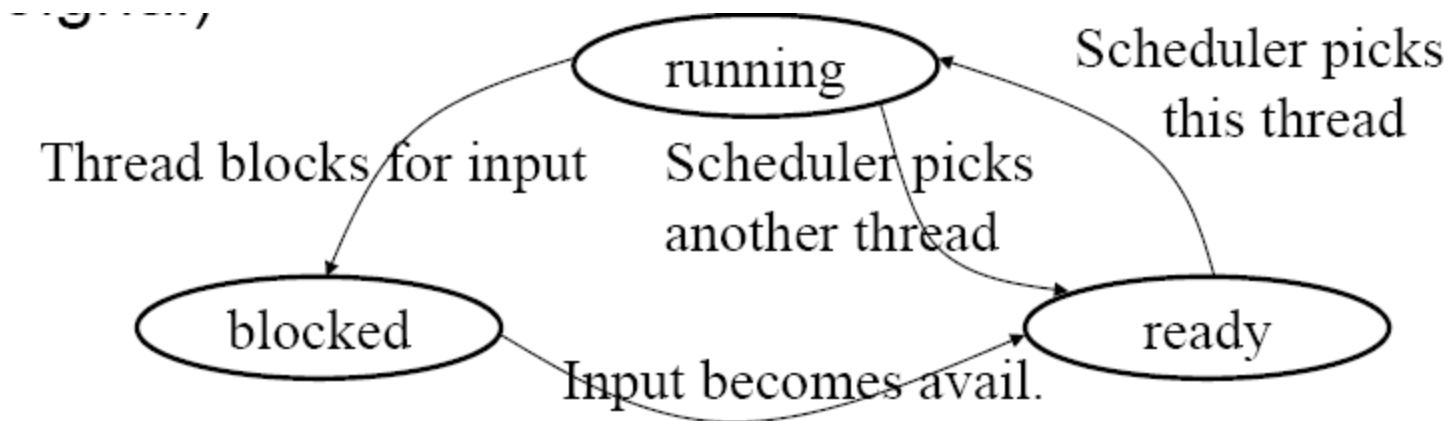 running
Scheduler picks
this thread
Thread blocks for input
Scheduler picks
another thread
blocked
ready
Input becomes avail.